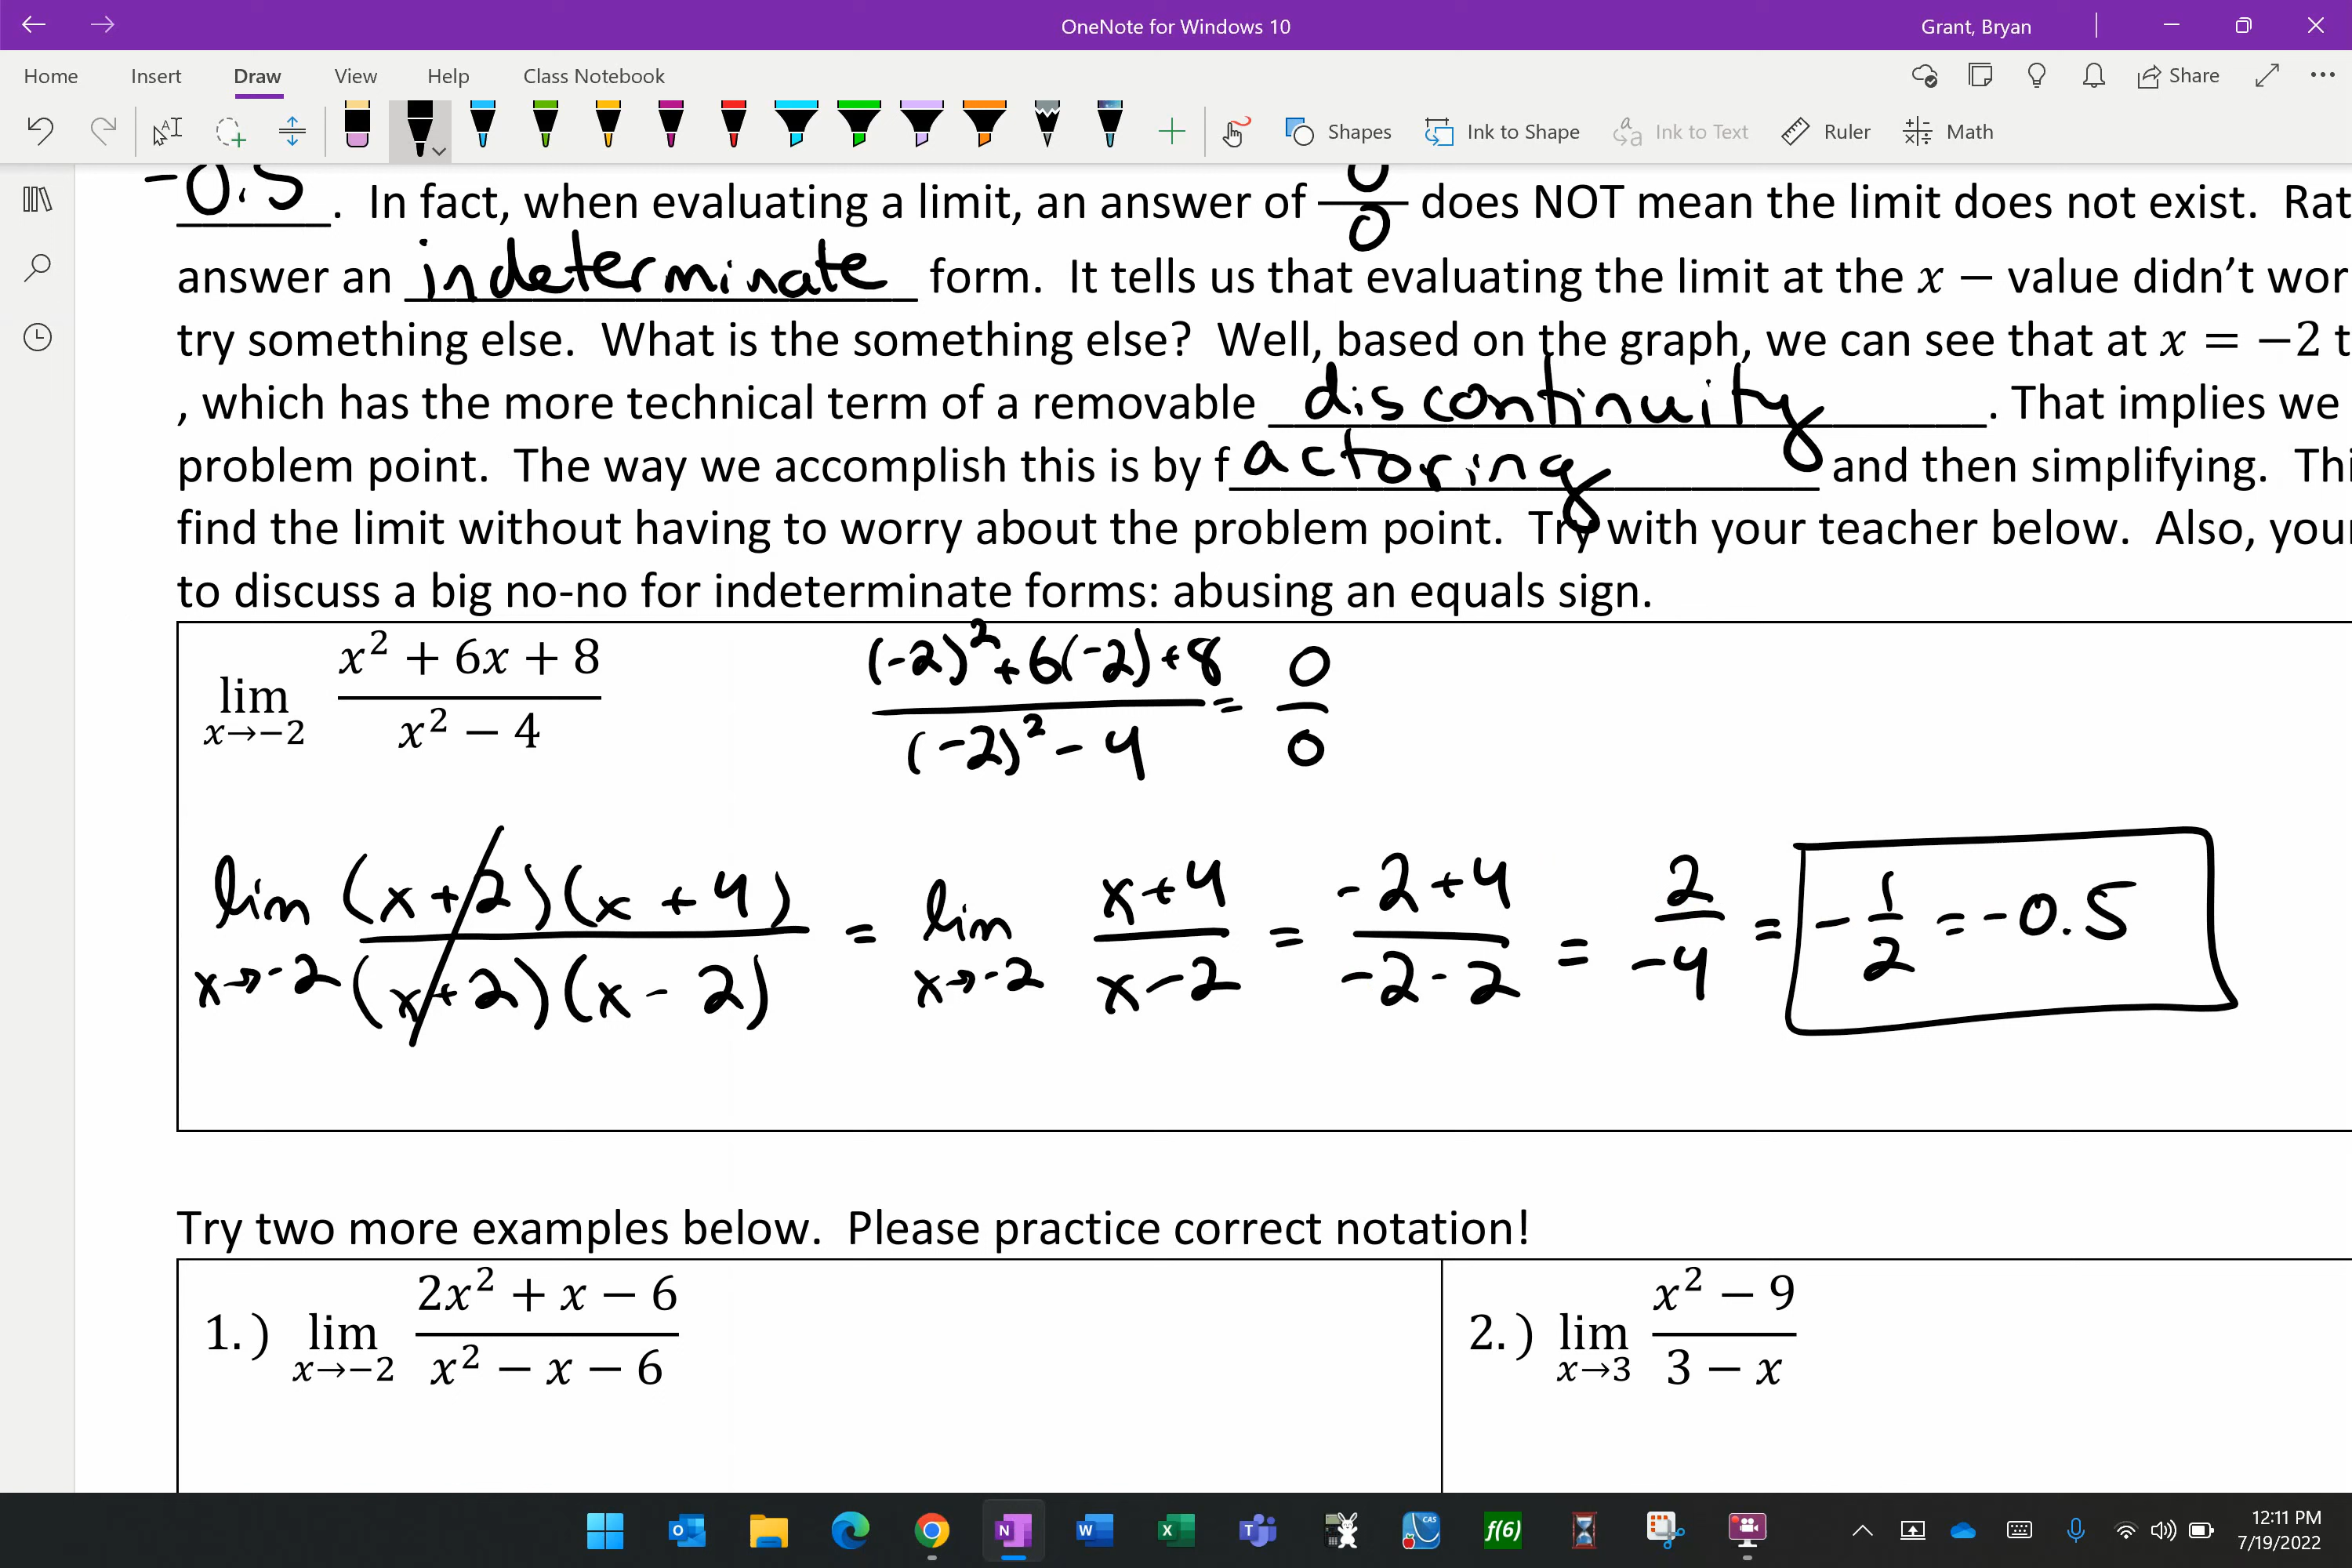 OneNote for Windows 10
Grant, Bryan
Home Insert Draw View Help Class Notebook Share
Shapes Ink to Shape Ink to Text Ruler Math
-0.5. In fact, when evaluating a limit, an answer of 0/0 does NOT mean the limit does not exist. Rat
answer an indeterminate form. It tells us that evaluating the limit at the x − value didn't wor
try something else. What is the something else? Well, based on the graph, we can see that at x = −2 t
, which has the more technical term of a removable discontinuity. That implies we
problem point. The way we accomplish this is by factoring and then simplifying. Thi
find the limit without having to worry about the problem point. Try with your teacher below. Also, your
to discuss a big no-no for indeterminate forms: abusing an equals sign.
lim x→−2 (x² + 6x + 8)/(x² − 4)
((-2)²+6(-2)+8)/((-2)²-4) = 0/0
lim x→-2 ((x+2)(x+4))/((x+2)(x-2)) = lim x→-2 (x+4)/(x-2) = (-2+4)/(-2-2) = 2/-4 = -1/2 = -0.5
Try two more examples below. Please practice correct notation!
1.) lim x→−2 (2x² + x − 6)/(x² − x − 6)
2.) lim x→3 (x² − 9)/(3 − x)
CAS
f(6)
12:11 PM
7/19/2022